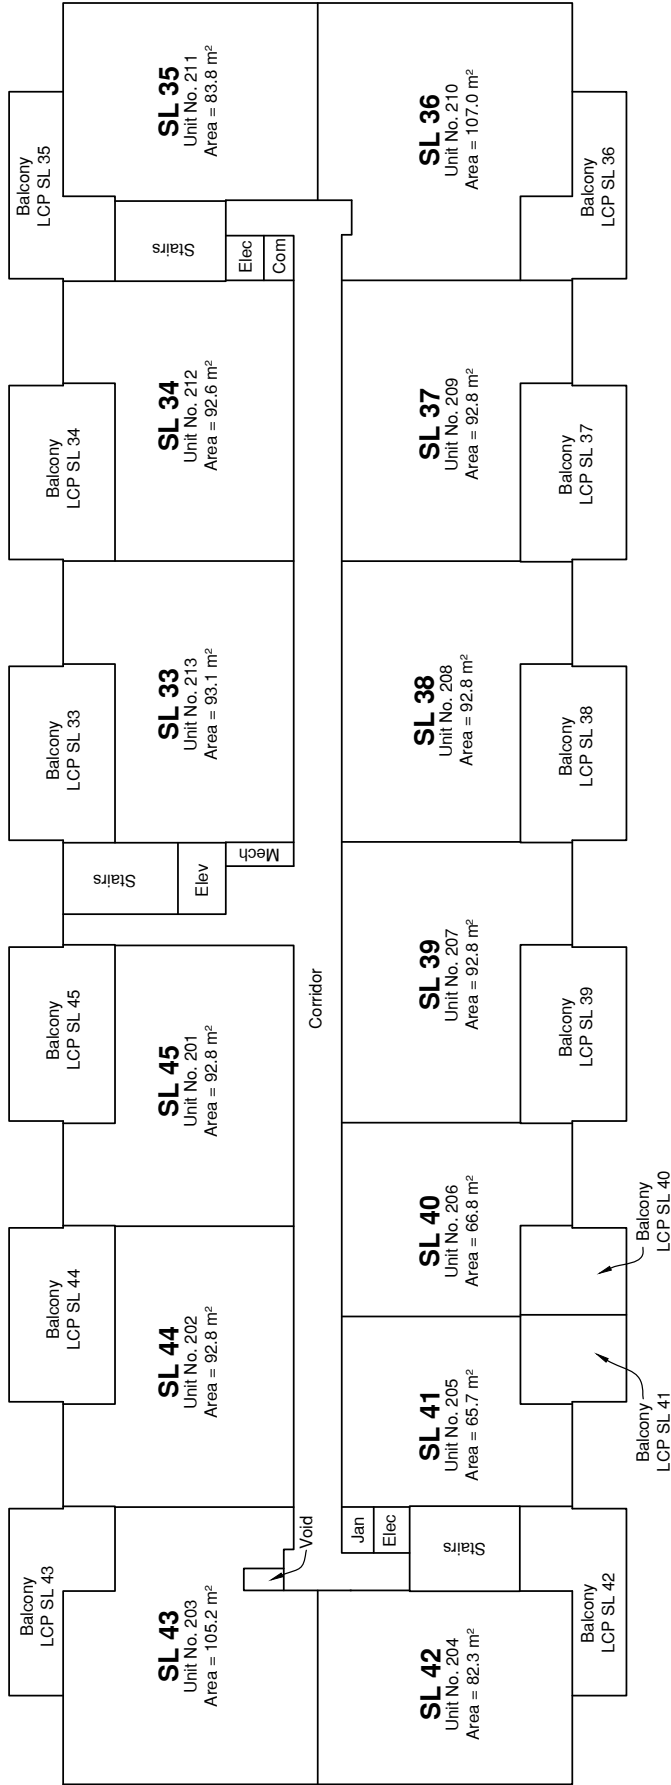 Balcony
LCP SL 35
SL 35
Unit No. 211
Area = 83.8 m²
SL 36
Unit No. 210
Area = 107.0 m²
Balcony
LCP SL 36
Stairs
Elec
Com
Balcony
LCP SL 34
SL 34
Unit No. 212
Area = 92.6 m²
SL 37
Unit No. 209
Area = 92.8 m²
Balcony
LCP SL 37
Balcony
LCP SL 33
SL 33
Unit No. 213
Area = 93.1 m²
SL 38
Unit No. 208
Area = 92.8 m²
Balcony
LCP SL 38
Stairs
Elev
Mech
Balcony
LCP SL 45
SL 45
Unit No. 201
Area = 92.8 m²
Corridor
SL 39
Unit No. 207
Area = 92.8 m²
Balcony
LCP SL 39
Balcony
LCP SL 44
SL 44
Unit No. 202
Area = 92.8 m²
SL 40
Unit No. 206
Area = 66.8 m²
Balcony
LCP SL 40
SL 41
Unit No. 205
Area = 65.7 m²
Balcony
LCP SL 41
Balcony
LCP SL 43
SL 43
Unit No. 203
Area = 105.2 m²
Void
Jan
Elec
Stairs
SL 42
Unit No. 204
Area = 82.3 m²
Balcony
LCP SL 42